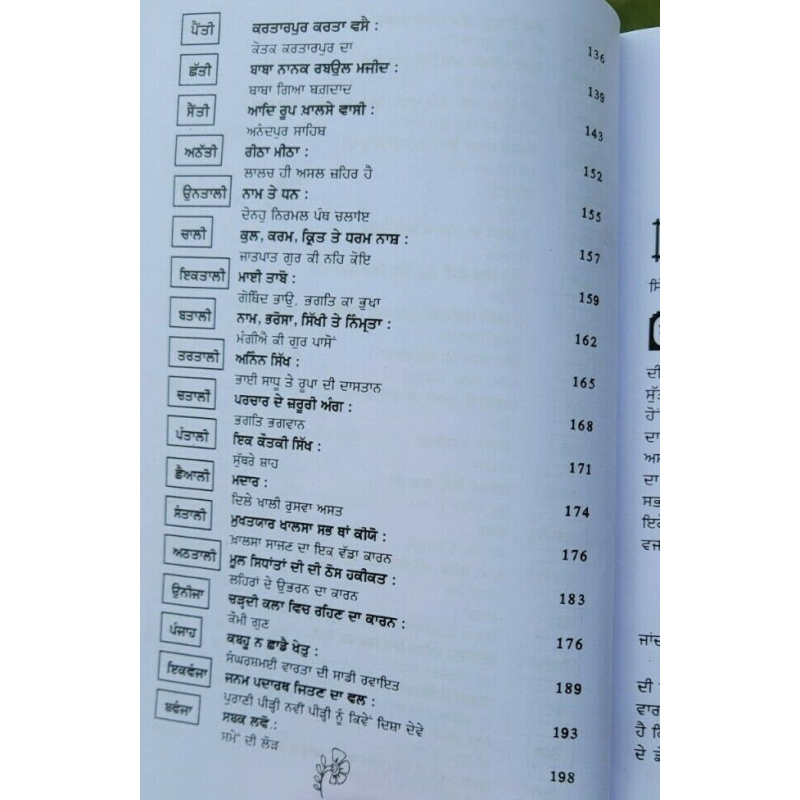 ਪੈਂਤੀ ਕਰਤਾਰਪੁਰ ਕਰਤਾ ਵਸੈ :
ਕੋਤਕ ਕਰਤਾਰਪੁਰ ਦਾ 136
ਛੱਤੀ ਬਾਬਾ ਨਾਨਕ ਰਬਉਲ ਮਜੀਦ :
ਬਾਬਾ ਗਿਆ ਬਗ਼ਦਾਦ 139
ਸੈਂਤੀ ਆਦਿ ਰੂਪ ਖ਼ਾਲਸੇ ਵਾਸੀ :
ਅਨੰਦਪੁਰ ਸਾਹਿਬ 143
ਅਠੱਤੀ ਰੀਠਾ ਮੀਠਾ :
ਲਾਲਚ ਹੀ ਅਸਲ ਜ਼ਹਿਰ ਹੈ 152
ਉਨਤਾਲੀ ਨਾਮ ਤੇ ਧਨ :
ਦੇਨਹੁ ਨਿਰਮਲ ਪੰਥ ਚਲਾਇ 155
ਚਾਲੀ ਕੁਲ, ਕਰਮ, ਕ੍ਰਿਤ ਤੇ ਧਰਮ ਨਾਸ਼ :
ਜਾਤਪਾਤ ਗੁਰ ਕੀ ਨਹਿ ਕੋਇ 157
ਇਕਤਾਲੀ ਮਾਈ ਤਾਬੋ :
ਗੋਬਿੰਦ ਭਾਉ, ਭਗਤਿ ਕਾ ਭੁਖਾ 159
ਬਤਾਲੀ ਨਾਮ, ਭਰੋਸਾ, ਸਿੱਖੀ ਤੇ ਨਿੰਮ੍ਰਤਾ :
ਮੰਗੀਐ ਕੀ ਗੁਰ ਪਾਸੋਂ 162
ਤਰਤਾਲੀ ਅਨਿੰਨ ਸਿੱਖ :
ਭਾਈ ਸਾਧੂ ਤੇ ਰੂਪਾ ਦੀ ਦਾਸਤਾਨ 165
ਚਤਾਲੀ ਪਰਚਾਰ ਦੇ ਜ਼ਰੂਰੀ ਅੰਗ :
ਭਗਤਿ ਭਗਵਾਨ 168
ਪੰਤਾਲੀ ਇਕ ਕੌਤਕੀ ਸਿੱਖ :
ਸੁੱਥਰੇ ਸ਼ਾਹ 171
ਛੈਆਲੀ ਮਦਾਰ :
ਦਿਲੇ ਖਾਲੀ ਰੁਸਵਾ ਅਸਤ 174
ਸੰਤਾਲੀ ਮੁਖਤਯਾਰ ਖਾਲਸਾ ਸਭ ਥਾਂ ਕੀਯੋ :
ਖ਼ਾਲਸਾ ਸਾਜਣ ਦਾ ਇਕ ਵੱਡਾ ਕਾਰਨ 176
ਅਠਤਾਲੀ ਮੂਲ ਸਿਧਾਂਤਾਂ ਦੀ ਦੀ ਠੋਸ ਹਕੀਕਤ :
ਲਹਿਰਾਂ ਦੇ ਉਭਰਨ ਦਾ ਕਾਰਨ 183
ਉਨੀਜਾ ਚੜ੍ਹਦੀ ਕਲਾ ਵਿਚ ਰਹਿਣ ਦਾ ਕਾਰਨ :
ਕੌਮੀ ਗੁਣ 176
ਪੰਜਾਹ ਕਬਹੂ ਨ ਛਾਡੈ ਖੇਤੁ :
ਸੰਘਰਸ਼ਮਈ ਵਾਰਤਾ ਦੀ ਸਾਡੀ ਰਵਾਇਤ 189
ਇਕਵੰਜਾ ਜਨਮ ਪਦਾਰਥ ਜਿਤਣ ਦਾ ਫਲ :
ਪੁਰਾਣੀ ਪੀੜ੍ਹੀ ਨਵੀਂ ਪੀੜ੍ਹੀ ਨੂੰ ਕਿਵੇਂ ਦਿਸ਼ਾ ਦੇਵੇ 193
ਬਵੰਜਾ ਸਬਕ ਲਵੋ :
ਸਮੇਂ ਦੀ ਲੋੜ 198